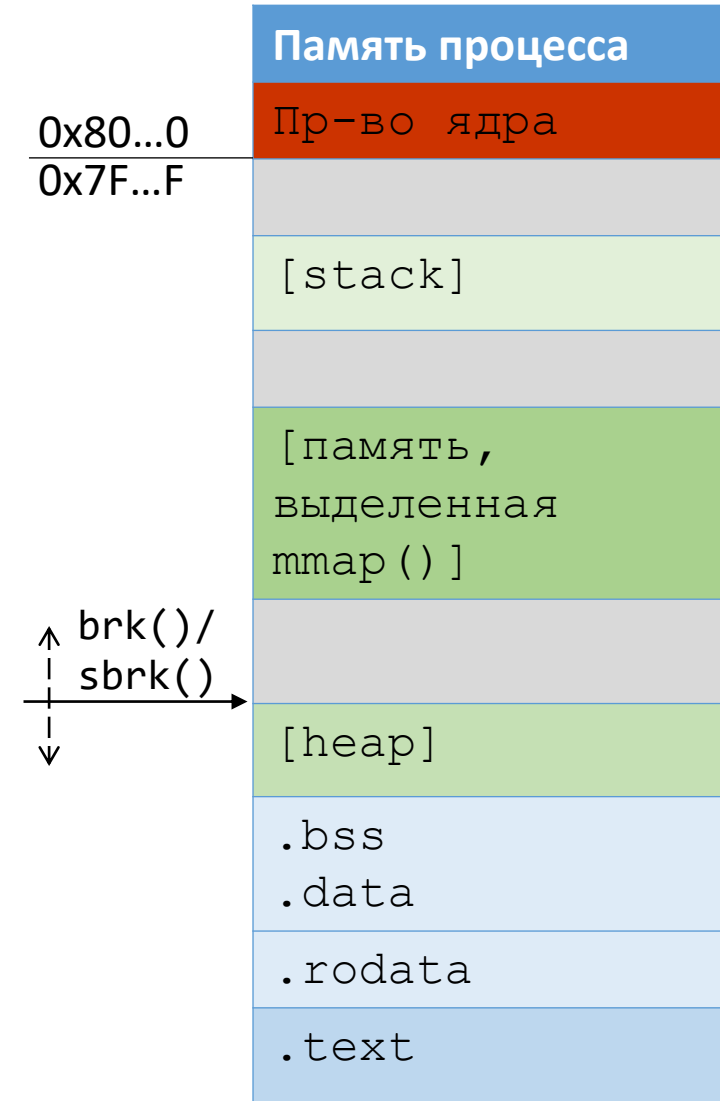 Память процесса
Пр-во ядра
0x80…0
0x7F…F
[stack]
[память,
выделенная
mmap()]
brk()/
sbrk()
[heap]
.bss
.data
.rodata
.text